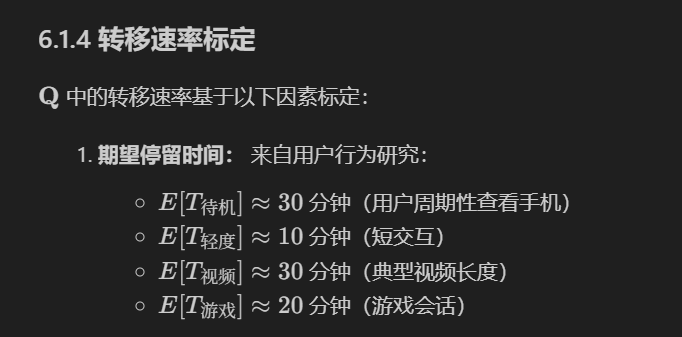 6.1.4 转移速率标定
Q 中的转移速率基于以下因素标定：
1. 期望停留时间： 来自用户行为研究：
○ E[T待机] ≈ 30 分钟（用户周期性查看手机）
○ E[T轻度] ≈ 10 分钟（短交互）
○ E[T视频] ≈ 30 分钟（典型视频长度）
○ E[T游戏] ≈ 20 分钟（游戏会话）